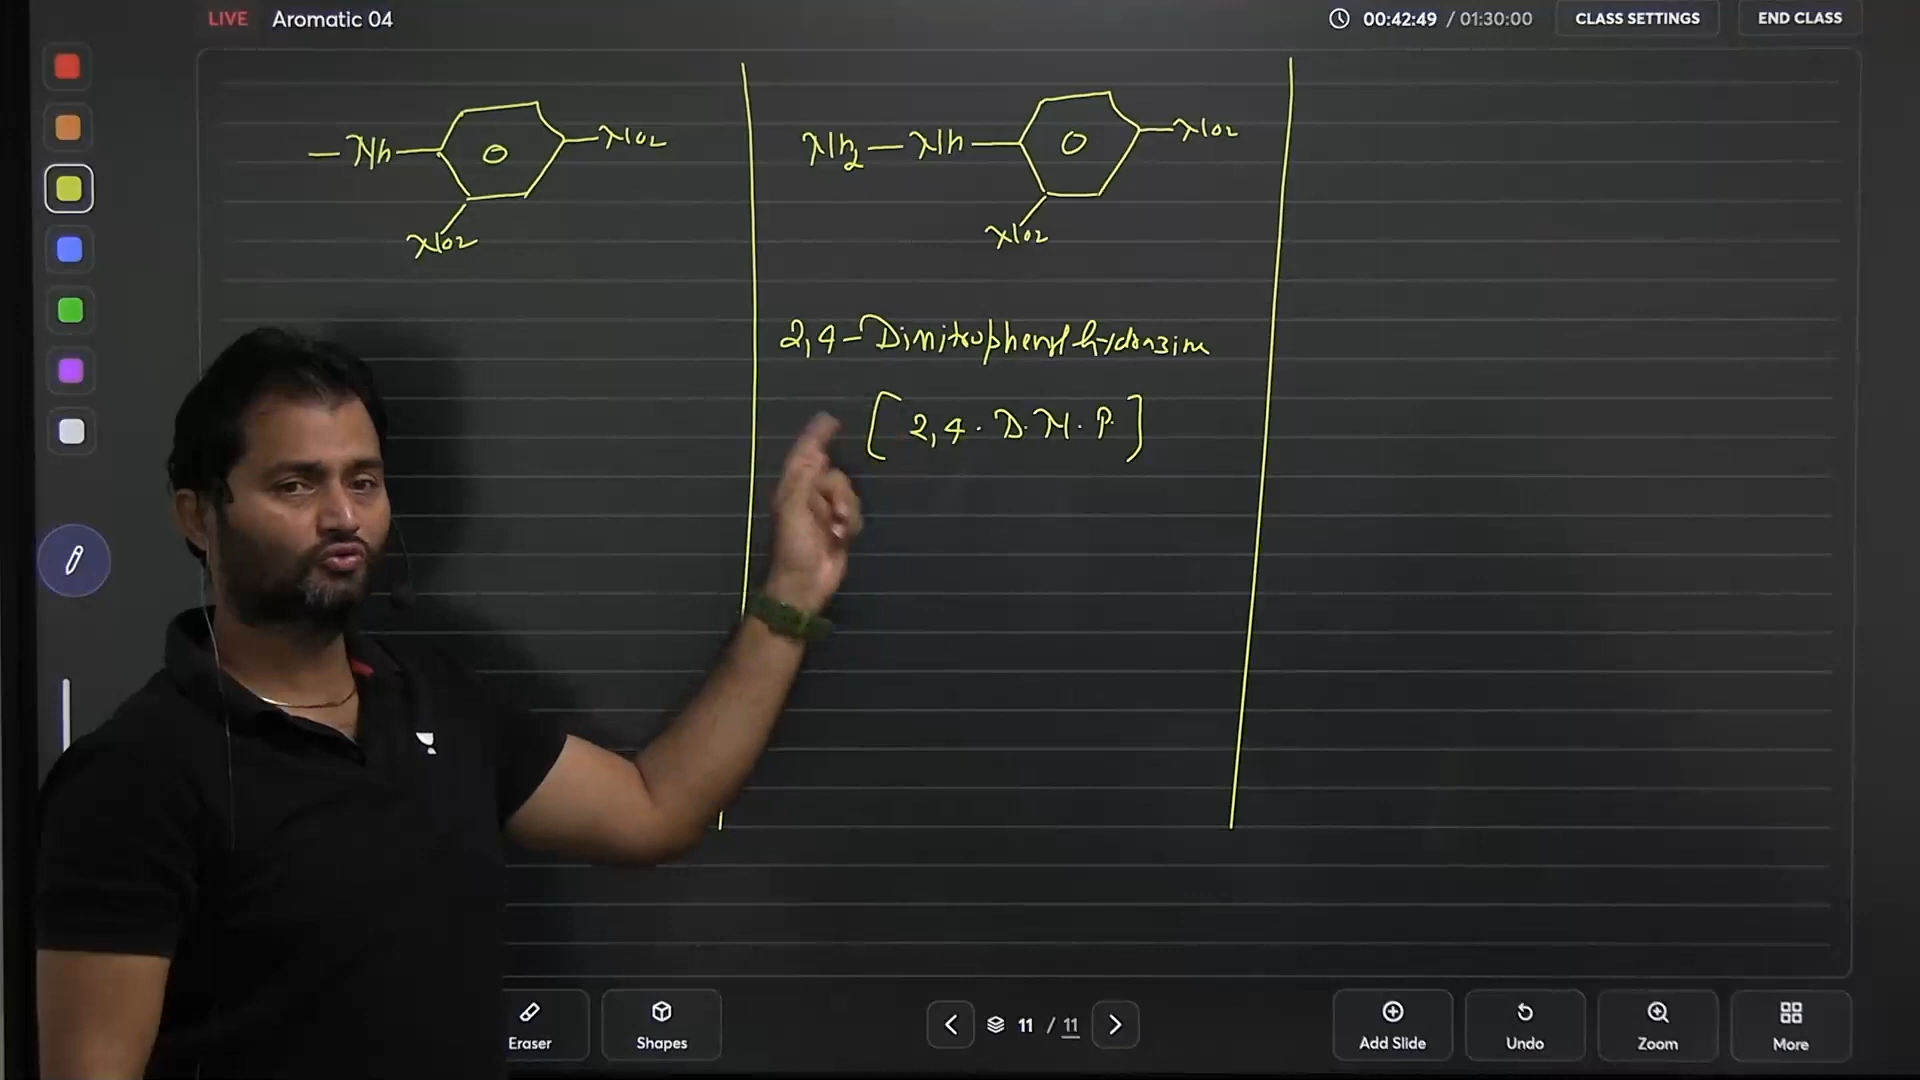 LIVE Aromatic 04
00:42:49 / 01:30:00 CLASS SETTINGS END CLASS
— Nh — NO2
NO2
Nh2 — Nh — NO2
NO2
2,4-Dinitrophenyl hydrazine
[ 2,4. D. N. P. ]
Eraser
Shapes
11 / 11
Add Slide
Undo
Zoom
More